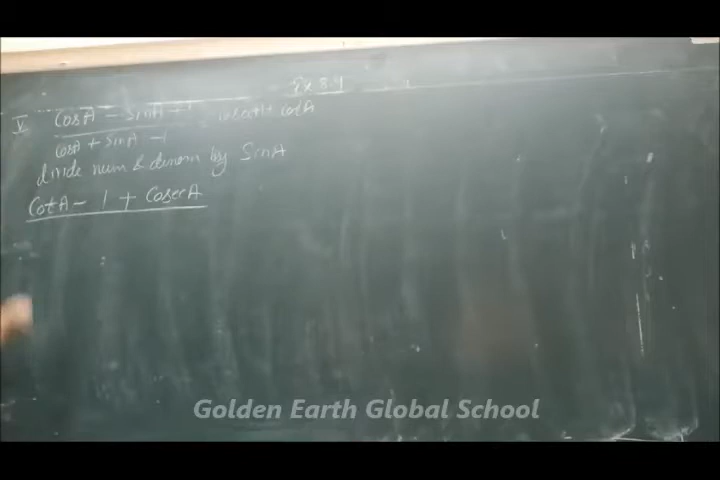 Ex 8.4
V CosA - SinA + 1 = cosecA + cotA
CosA + SinA - 1
divide num & denom by SinA
CotA - 1 + CosecA
Golden Earth Global School